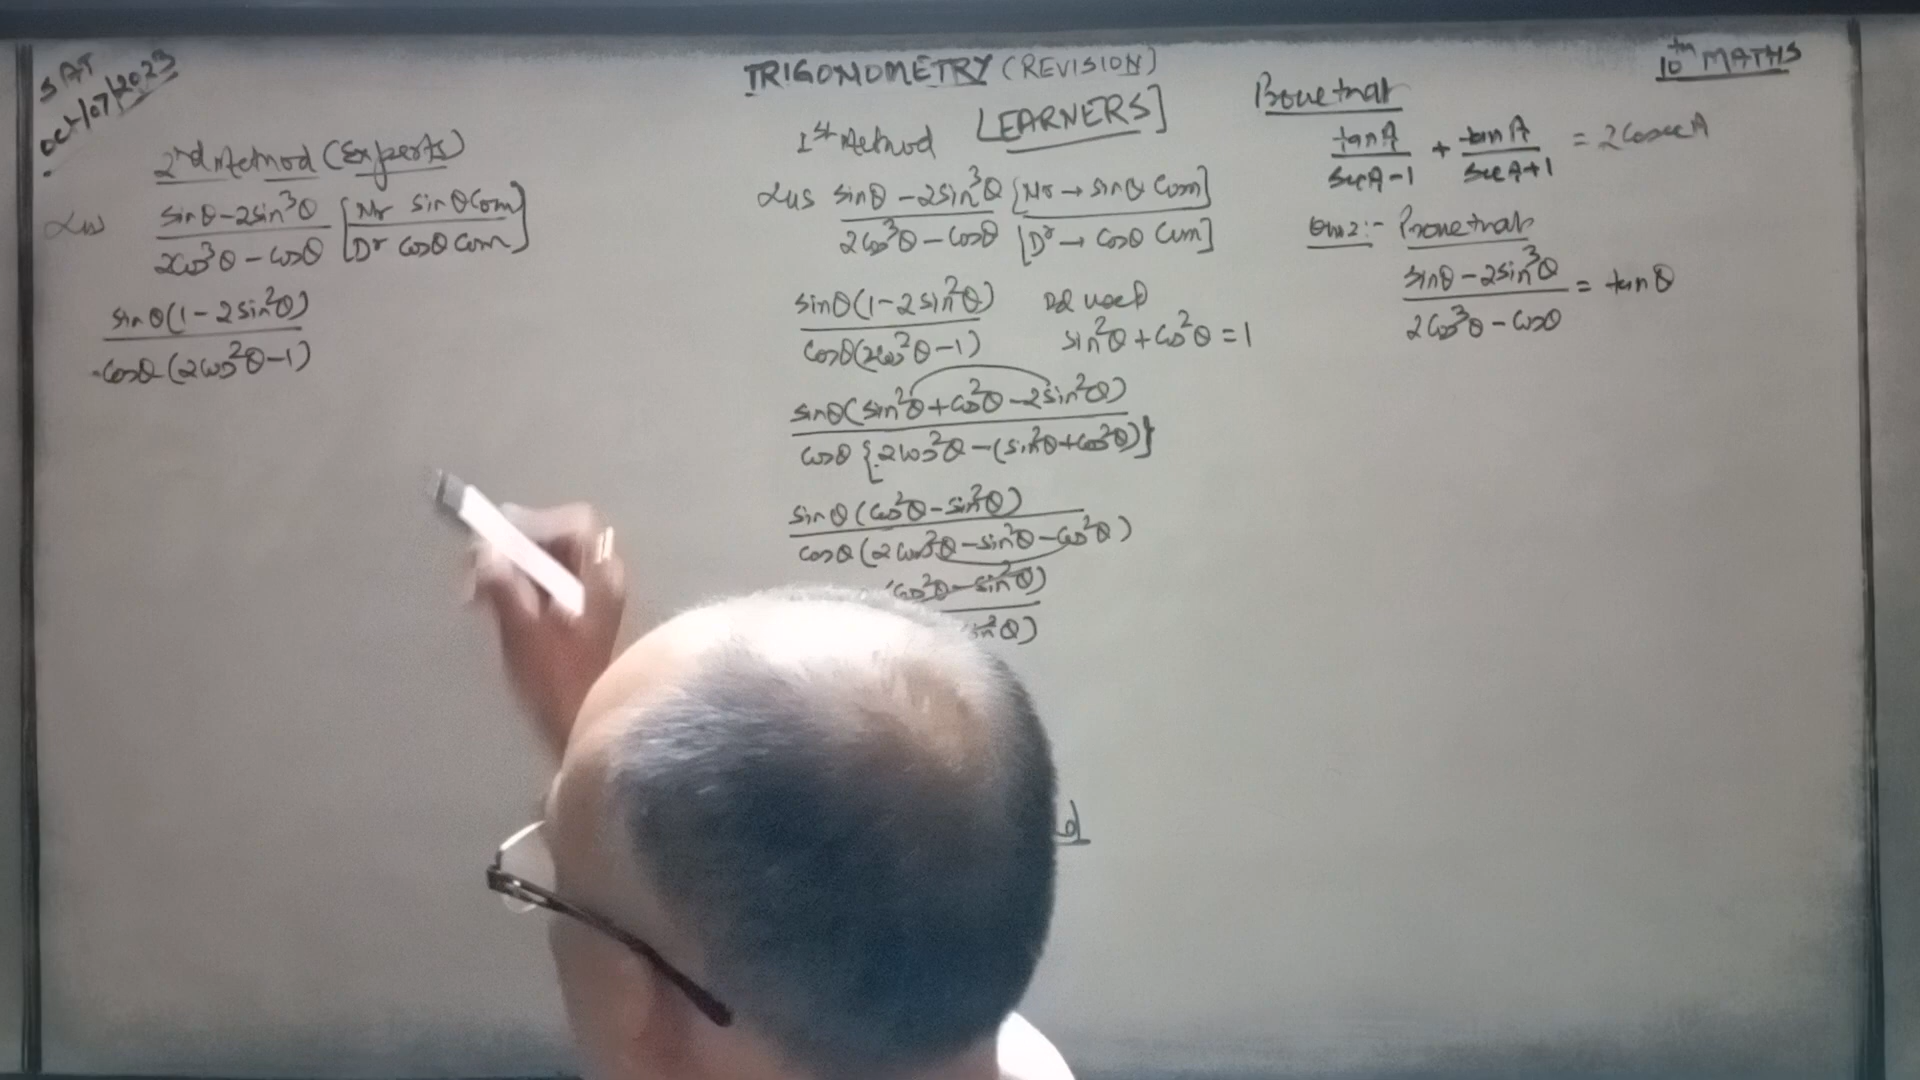 SAT
Oct/07/2023
TRIGONOMETRY (REVISION)
10th MATHS
2nd Method (Experts)
LHS sinθ-2sin³θ [Nr sinθ Com]
2cos³θ - cosθ [Dr cosθ Com]
sinθ(1-2sin²θ)
cosθ(2cos²θ-1)
1st Method [LEARNERS]
LHS sinθ-2sin³θ [Nr → sinθ Com]
2cos³θ - cosθ [Dr → cosθ Com]
sinθ(1-2sin²θ)
cosθ(2cos²θ-1) sin²θ+cos²θ=1
sinθ(sin²θ+cos²θ-2sin²θ)
cosθ{2cos²θ-(sin²θ+cos²θ)}
sinθ(cos²θ-sin²θ)
cosθ(2cos²θ-sin²θ-cos²θ)
cos²θ-sin²θ)
sin²θ)
d
Prove that
tanA/secA-1 + tanA/secA+1 = 2cosecA
2:- Prove that
sinθ-2sin³θ/2cos³θ-cosθ = tanθ